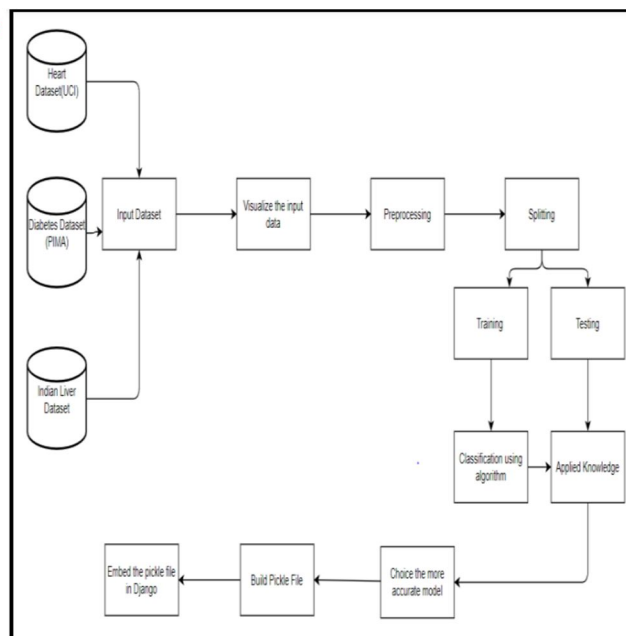 Heart
Dataset(UCI)
Diabetes Dataset
(PIMA)
Indian Liver
Dataset
Input Dataset
Visualize the input
data
Preprocessing
Splitting
Training
Testing
Classification using
algorithm
Applied Knowledge
Choice the more
accurate model
Build Pickle File
Embed the pickle file
in Django